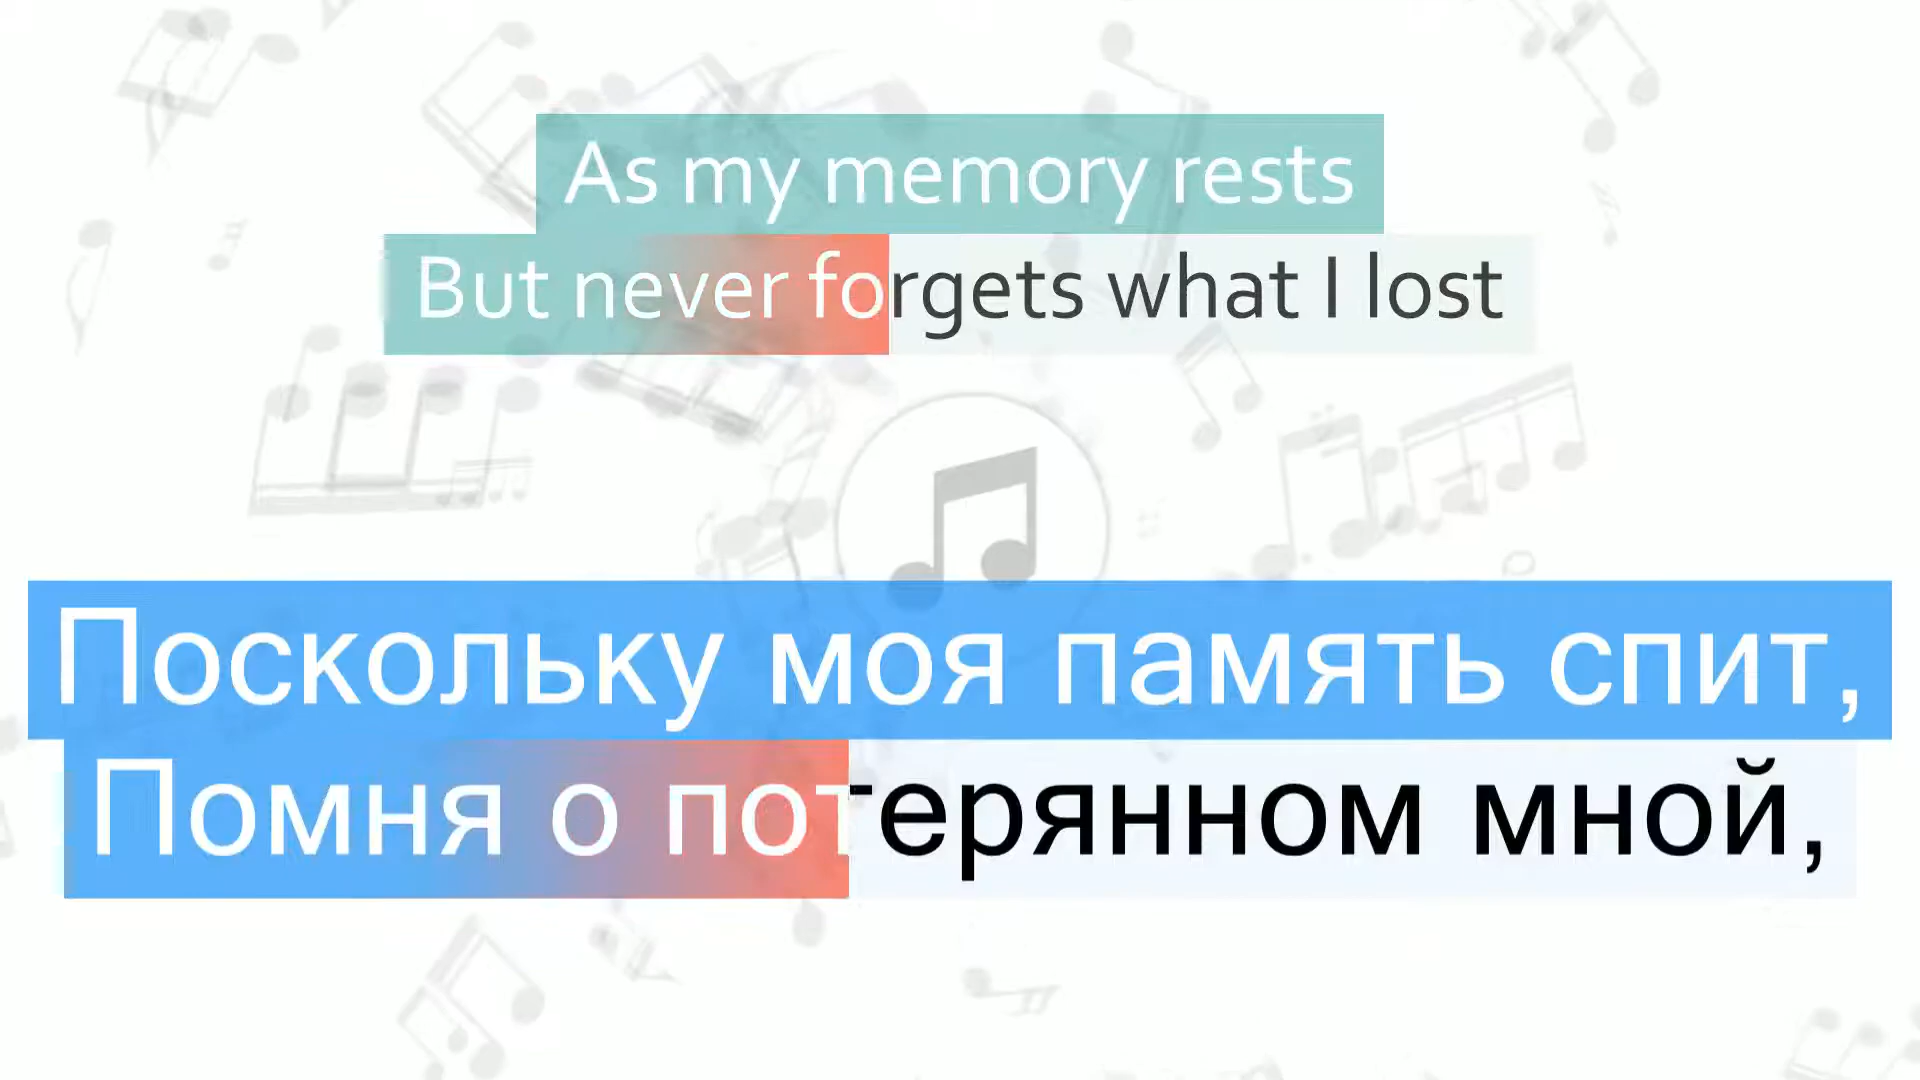 As my memory rests
But never forgets what I lost
Поскольку моя память спит,
Помня о потерянном мной,